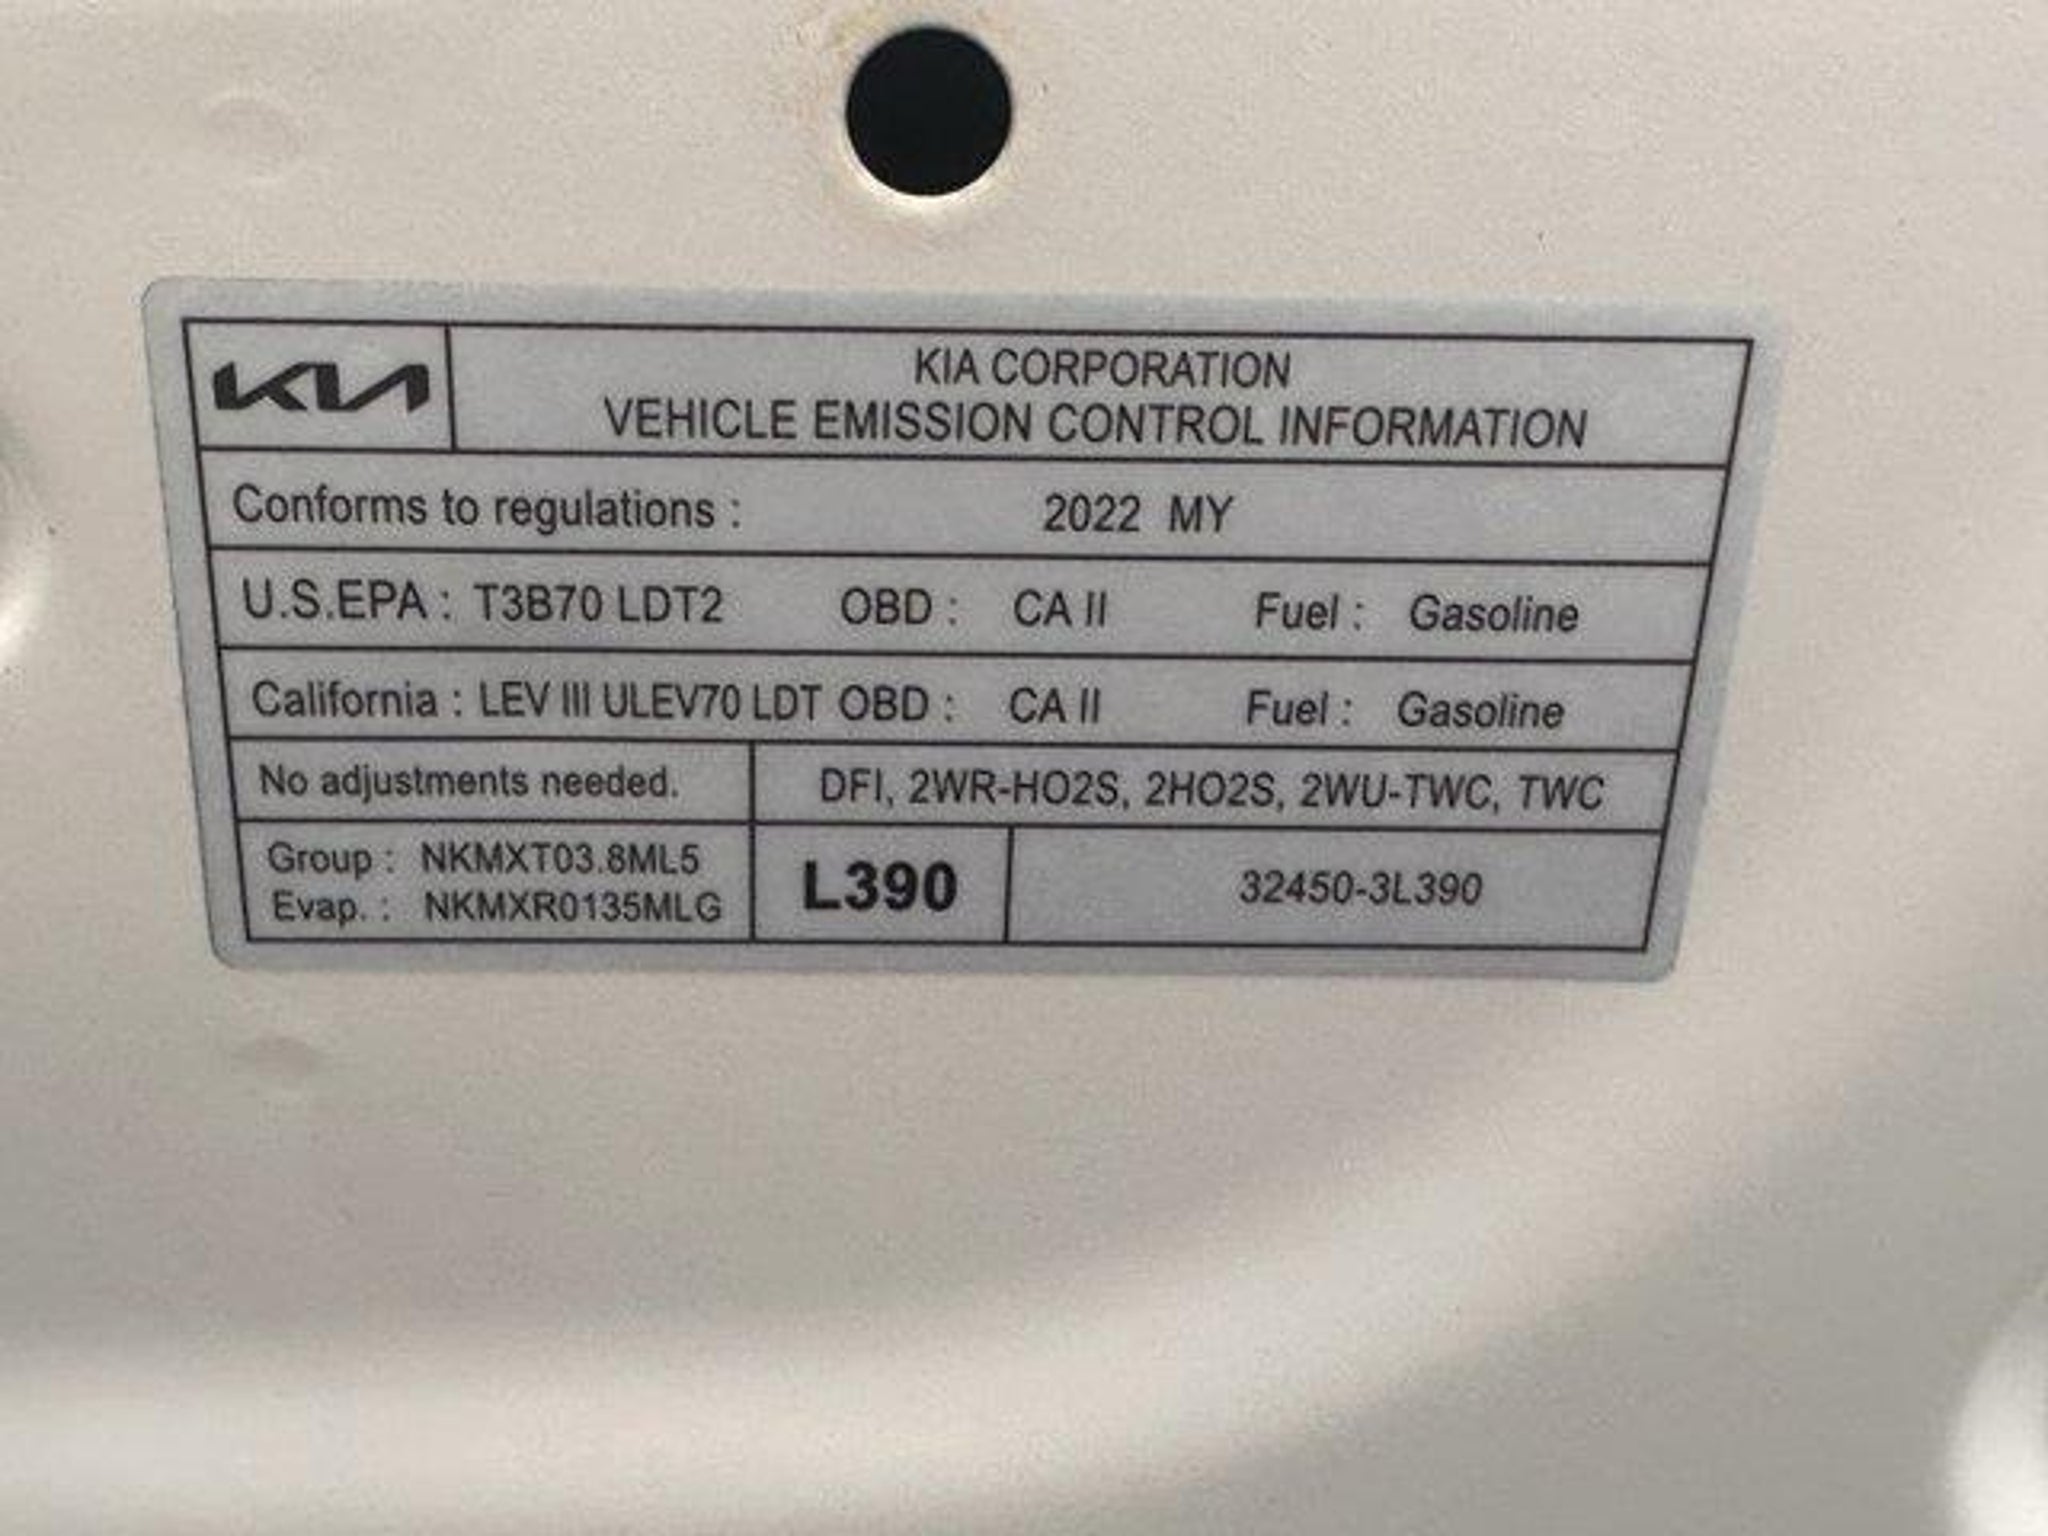 KIA
KIA CORPORATION
VEHICLE EMISSION CONTROL INFORMATION
Conforms to regulations : 2022 MY
U.S.EPA : T3B70 LDT2 OBD : CA II Fuel : Gasoline
California : LEV III ULEV70 LDT OBD : CA II Fuel : Gasoline
No adjustments needed. DFI, 2WR-HO2S, 2HO2S, 2WU-TWC, TWC
Group : NKMXT03.8ML5
Evap. : NKMXR0135MLG
L390
32450-3L390